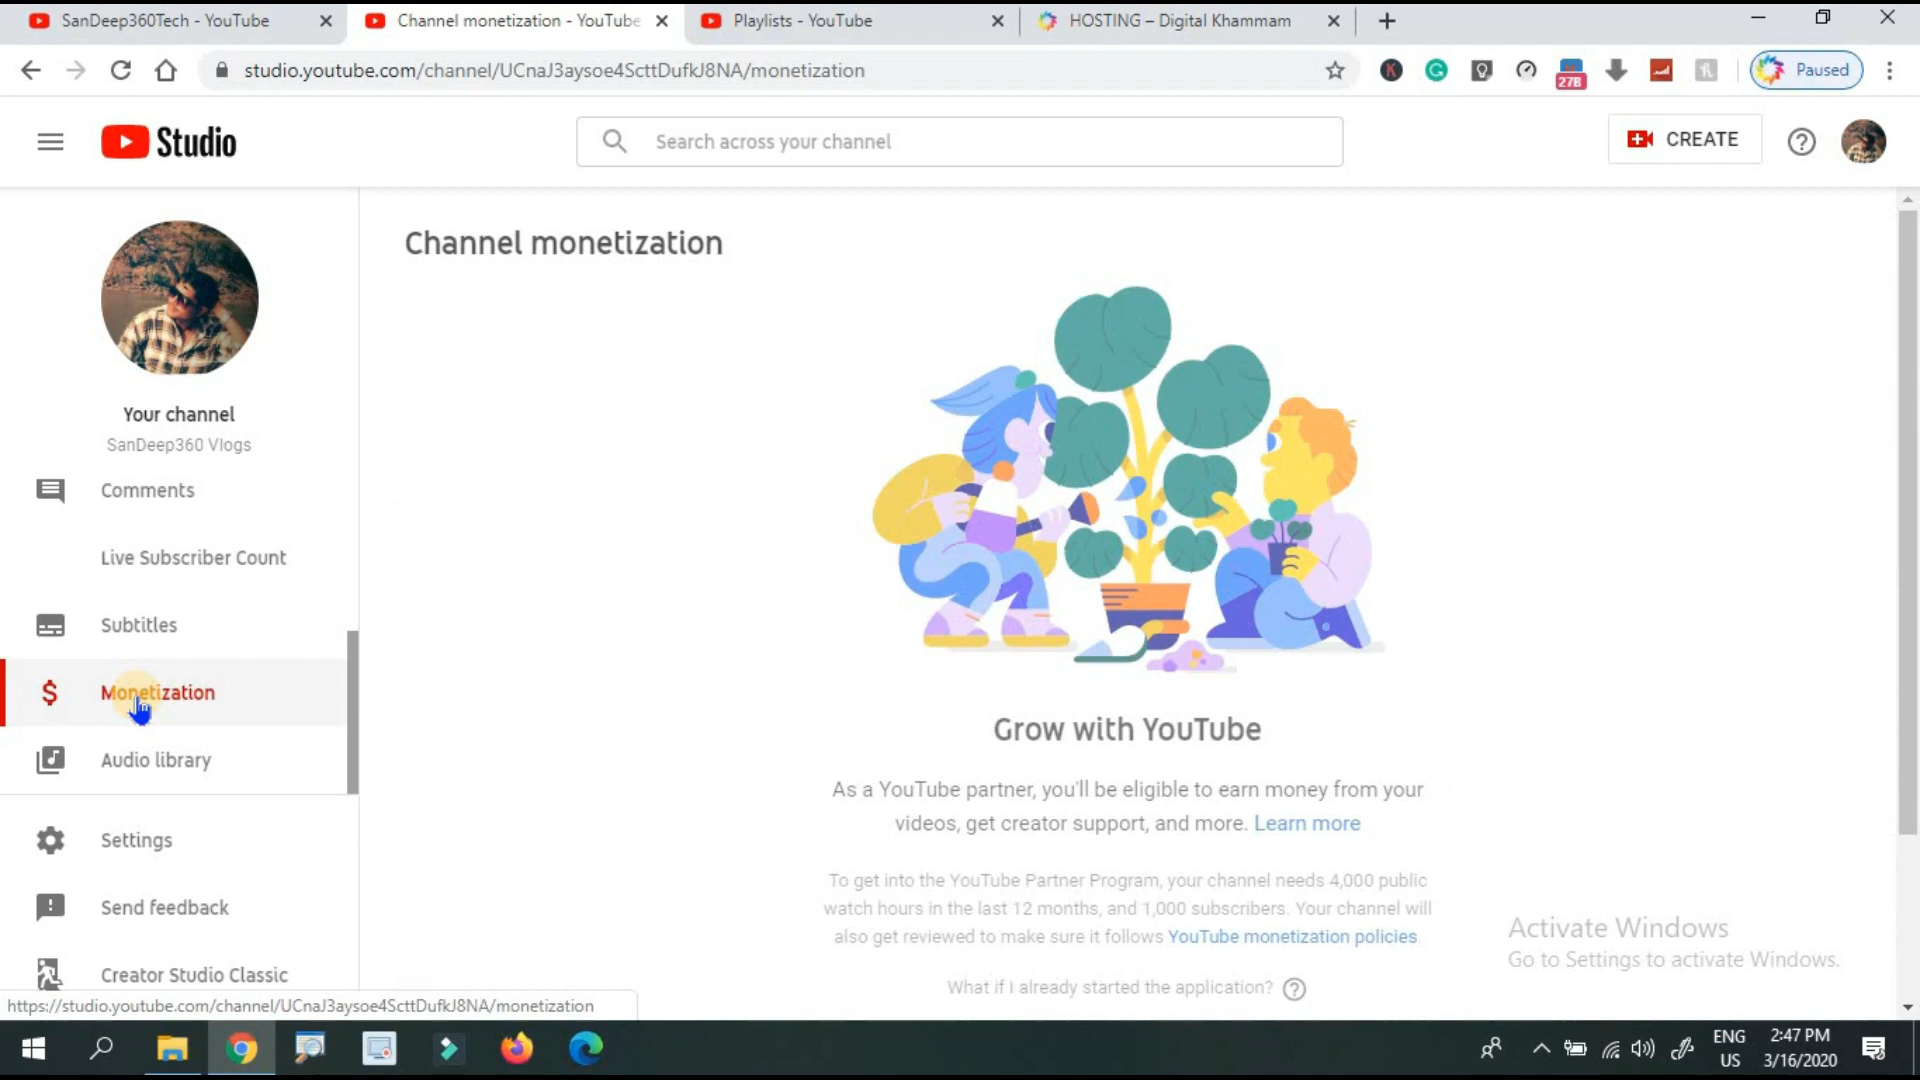 SanDeep360Tech - YouTube
Channel monetization - YouTube
Playlists - YouTube
HOSTING – Digital Khammam
studio.youtube.com/channel/UCnaJ3aysoe4ScttDufkJ8NA/monetization
27B
Paused
Studio
Search across your channel
CREATE
Your channel
SanDeep360 Vlogs
Comments
Live Subscriber Count
Subtitles
Monetization
Audio library
Settings
Send feedback
Creator Studio Classic
Channel monetization
Grow with YouTube
As a YouTube partner, you'll be eligible to earn money from your
videos, get creator support, and more. Learn more
To get into the YouTube Partner Program, your channel needs 4,000 public
watch hours in the last 12 months, and 1,000 subscribers. Your channel will
also get reviewed to make sure it follows YouTube monetization policies.
What if I already started the application?
Activate Windows
Go to Settings to activate Windows.
https://studio.youtube.com/channel/UCnaJ3aysoe4ScttDufkJ8NA/monetization
ENG
US
2:47 PM
3/16/2020